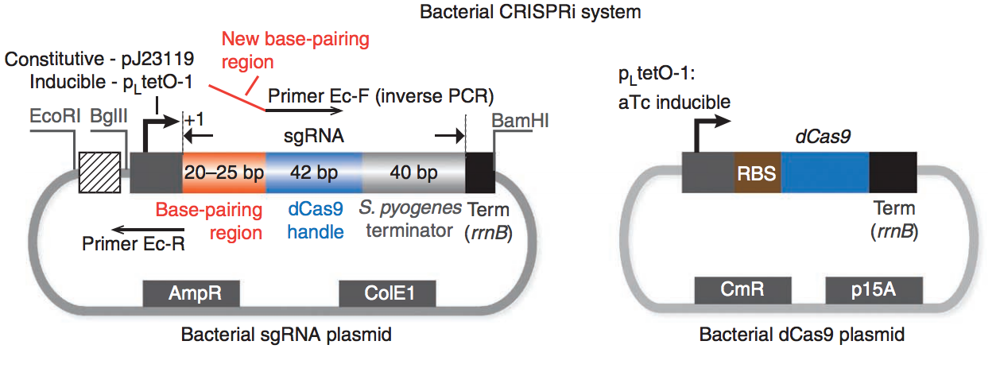 Bacterial CRISPRi system
New base-pairing
region
Constitutive - pJ23119
Inducible - pLtetO-1
Primer Ec-F (inverse PCR)
EcoRI BglII
+1
sgRNA
BamHI
20–25 bp
42 bp
40 bp
Base-pairing
region
dCas9
handle
S. pyogenes
terminator
Term
(rrnB)
Primer Ec-R
AmpR
ColE1
Bacterial sgRNA plasmid
pLtetO-1:
aTc inducible
dCas9
RBS
Term
(rrnB)
CmR
p15A
Bacterial dCas9 plasmid